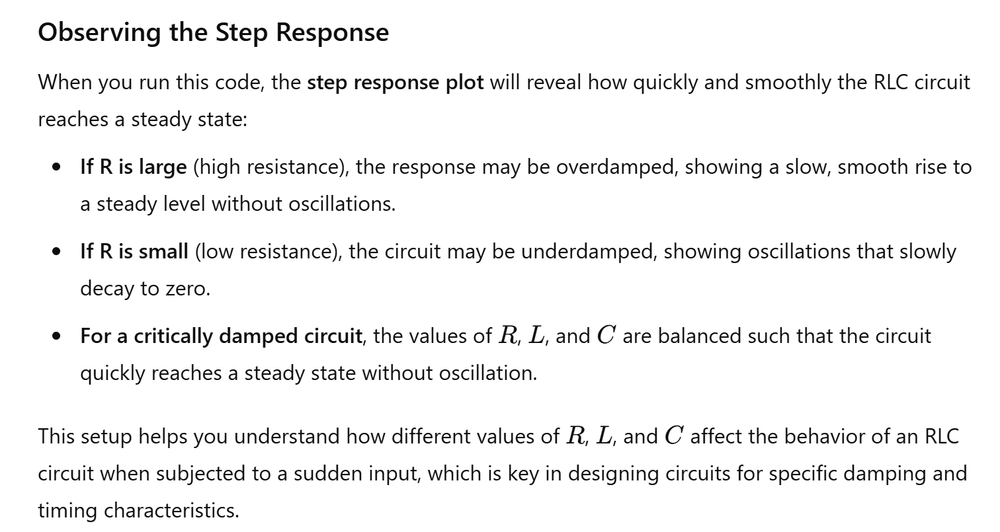 Observing the Step Response
When you run this code, the step response plot will reveal how quickly and smoothly the RLC circuit
reaches a steady state:
• If R is large (high resistance), the response may be overdamped, showing a slow, smooth rise to
a steady level without oscillations.
• If R is small (low resistance), the circuit may be underdamped, showing oscillations that slowly
decay to zero.
• For a critically damped circuit, the values of R, L, and C are balanced such that the circuit
quickly reaches a steady state without oscillation.
This setup helps you understand how different values of R, L, and C affect the behavior of an RLC
circuit when subjected to a sudden input, which is key in designing circuits for specific damping and
timing characteristics.